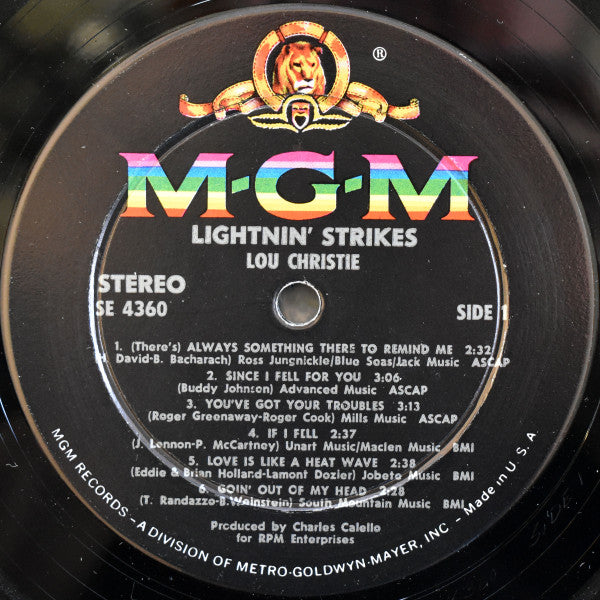 ®
M-G-M
LIGHTNIN' STRIKES
LOU CHRISTIE
STEREO
SE 4360
SIDE 1
1. (There's) ALWAYS SOMETHING THERE TO REMIND ME 2:32
(H. David-B. Bacharach) Ross Jungnickle/Blue Seas/Jack Music ASCAP
2. SINCE I FELL FOR YOU 3:06
(Buddy Johnson) Advanced Music ASCAP
3. YOU'VE GOT YOUR TROUBLES 3:13
(Roger Greenaway-Roger Cook) Mills Music ASCAP
4. IF I FELL 2:37
(J. Lennon-P. McCartney) Unart Music/Maclen Music BMI
5. LOVE IS LIKE A HEAT WAVE 2:38
(Eddie & Brian Holland-Lamont Dozier) Jobete Music BMI
6. GOIN' OUT OF MY HEAD 2:28
(T. Randazzo-B. Weinstein) South Mountain Music BMI
Produced by Charles Calello
for RPM Enterprises
MGM RECORDS—A DIVISION OF METRO-GOLDWYN-MAYER, INC — Made in U.S.A.